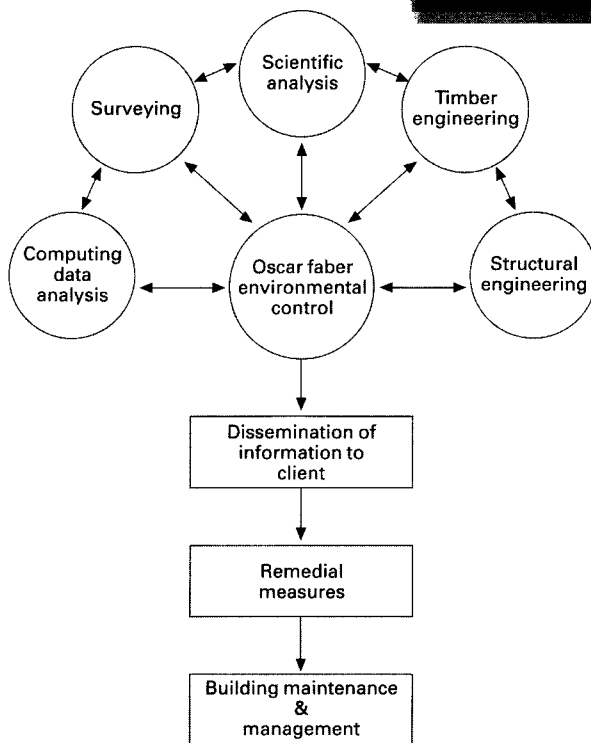 Scientific
analysis
Surveying
Timber
engineering
Computing
data
analysis
Oscar faber
environmental
control
Structural
engineering
Dissemination of
information to
client
Remedial
measures
Building maintenance
&
management